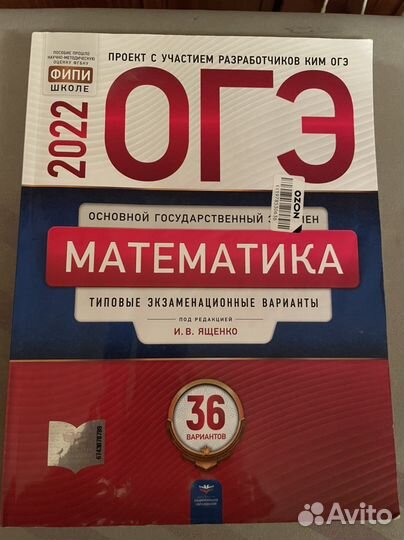 ПОСОБИЕ ПРОШЛО
НАУЧНО-МЕТОДИЧЕСКУЮ
ОЦЕНКУ ФГБНУ
ФИПИ
ШКОЛЕ
ПРОЕКТ С УЧАСТИЕМ РАЗРАБОТЧИКОВ КИМ ОГЭ
2022
ОГЭ
OZON
ОСНОВНОЙ ГОСУДАРСТВЕННЫЙ
МАТЕМАТИКА
ТИПОВЫЕ ЭКЗАМЕНАЦИОННЫЕ ВАРИАНТЫ
ПОД РЕДАКЦИЕЙ
И. В. ЯЩЕНКО
36
ВАРИАНТОВ
Avito